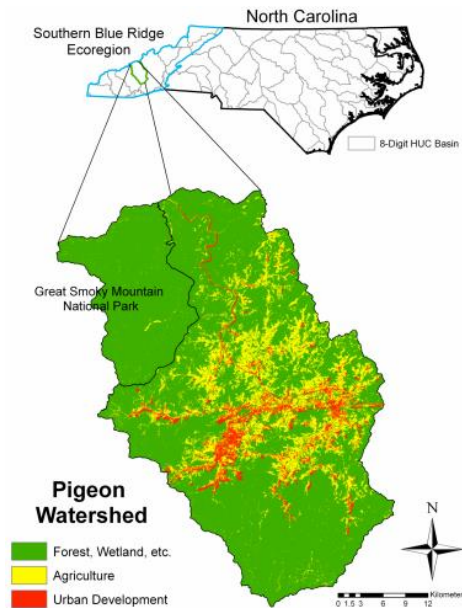 North Carolina
Southern Blue Ridge
Ecoregion
8-Digit HUC Basin
Great Smoky Mountain
National Park
Pigeon
Watershed
Forest, Wetland, etc.
Agriculture
Urban Development
N
Kilometer
0 1.5 3 6 9 12